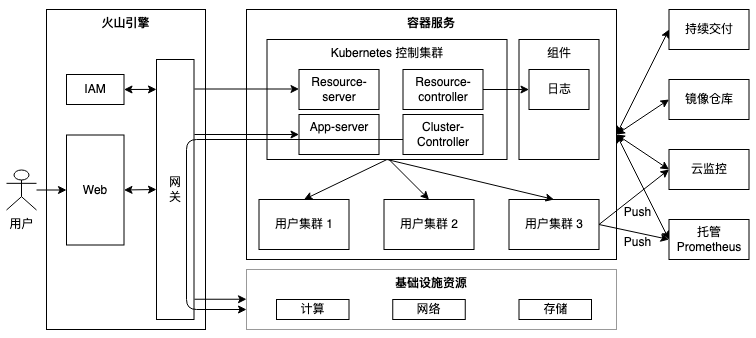 火山引擎
容器服务
持续交付
Kubernetes 控制集群
组件
IAM
Resource-
server
Resource-
controller
日志
镜像仓库
App-server
Cluster-
Controller
云监控
网
关
Web
用户
用户集群 1
用户集群 2
用户集群 3
Push
Push
托管
Prometheus
基础设施资源
计算
网络
存储